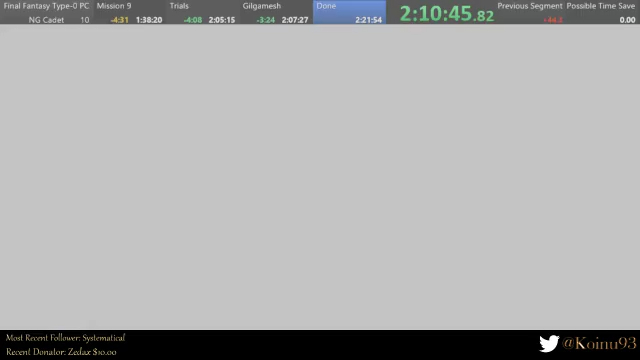 Final Fantasy Type-0 PC Mission 9 Trials Gilgamesh Done 2:10:45.82 Previous Segment Possible Time Save
NG Cadet 10 -4:31 1:38:20 -4:08 2:05:15 -3:24 2:07:27 2:21:54 +44.2 0.00
Most Recent Follower: Systematical
Recent Donator: Zedax $10.00
@Koinu93